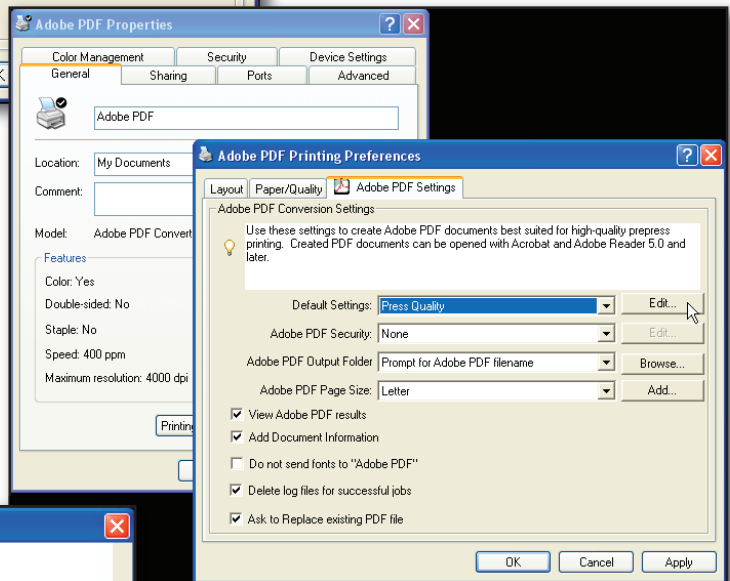 Adobe PDF Properties
Color Management Security Device Settings
General Sharing Ports Advanced
Adobe PDF
Location: My Documents
Comment:
Model: Adobe PDF Convert
Features
Color: Yes
Double-sided: No
Staple: No
Speed: 400 ppm
Maximum resolution: 4000 dpi
Printin
Adobe PDF Printing Preferences
Layout Paper/Quality Adobe PDF Settings
Adobe PDF Conversion Settings
Use these settings to create Adobe PDF documents best suited for high-quality prepress
printing. Created PDF documents can be opened with Acrobat and Adobe Reader 5.0 and
later.
Default Settings: Press Quality Edit...
Adobe PDF Security: None Edit...
Adobe PDF Output Folder Prompt for Adobe PDF filename Browse...
Adobe PDF Page Size: Letter Add...
View Adobe PDF results
Add Document Information
Do not send fonts to "Adobe PDF"
Delete log files for successful jobs
Ask to Replace existing PDF file
OK Cancel Apply